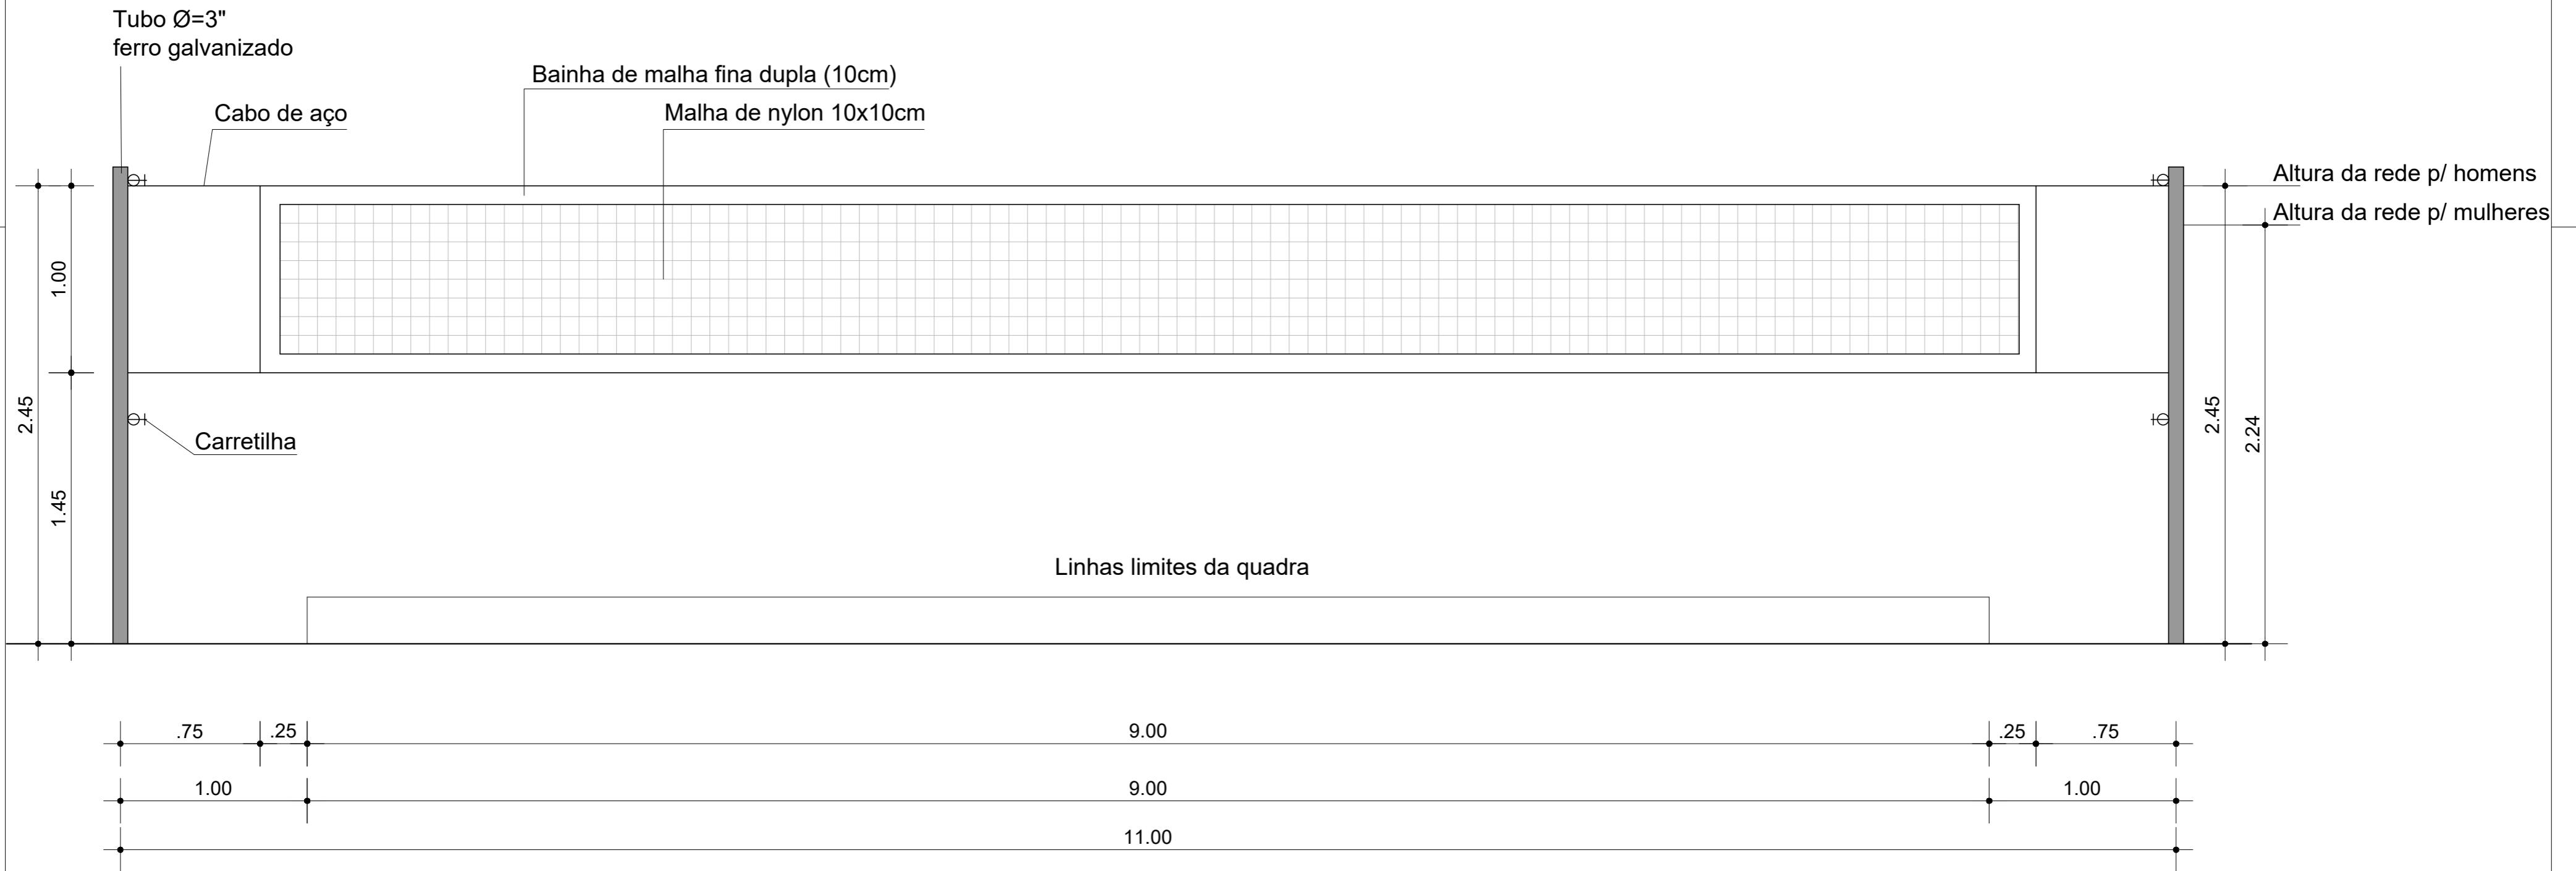 Tubo Ø=3"
ferro galvanizado
Bainha de malha fina dupla (10cm)
Cabo de aço
Malha de nylon 10x10cm
Altura da rede p/ homens
Altura da rede p/ mulheres
1.00
2.45
1.45
Carretilha
2.45
2.24
Linhas limites da quadra
.75
.25
9.00
.25
.75
1.00
9.00
1.00
11.00